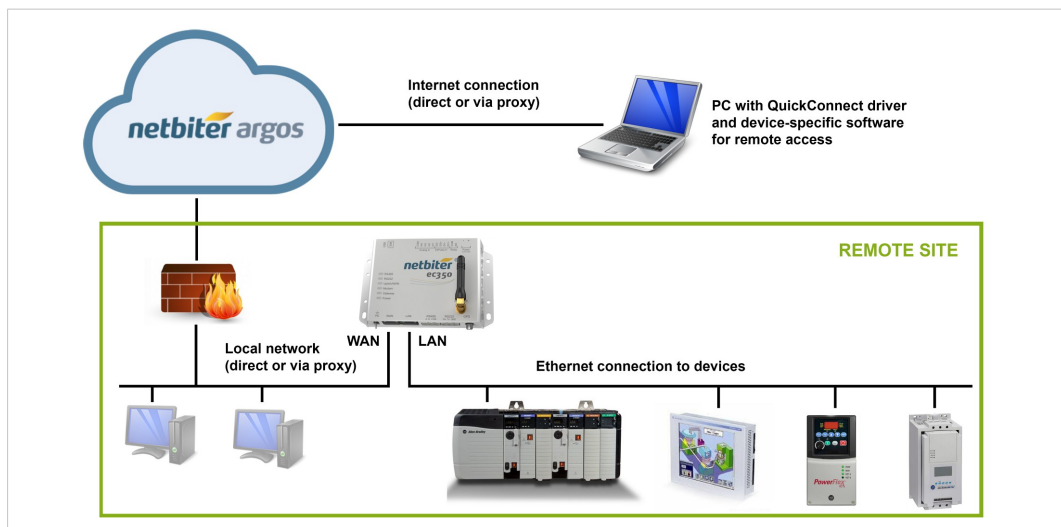 netbiter argos
Internet connection
(direct or via proxy)
PC with QuickConnect driver
and device-specific software
for remote access
REMOTE SITE
netbiter
ec350
WAN
LAN
Local network
(direct or via proxy)
Ethernet connection to devices
PowerFlex